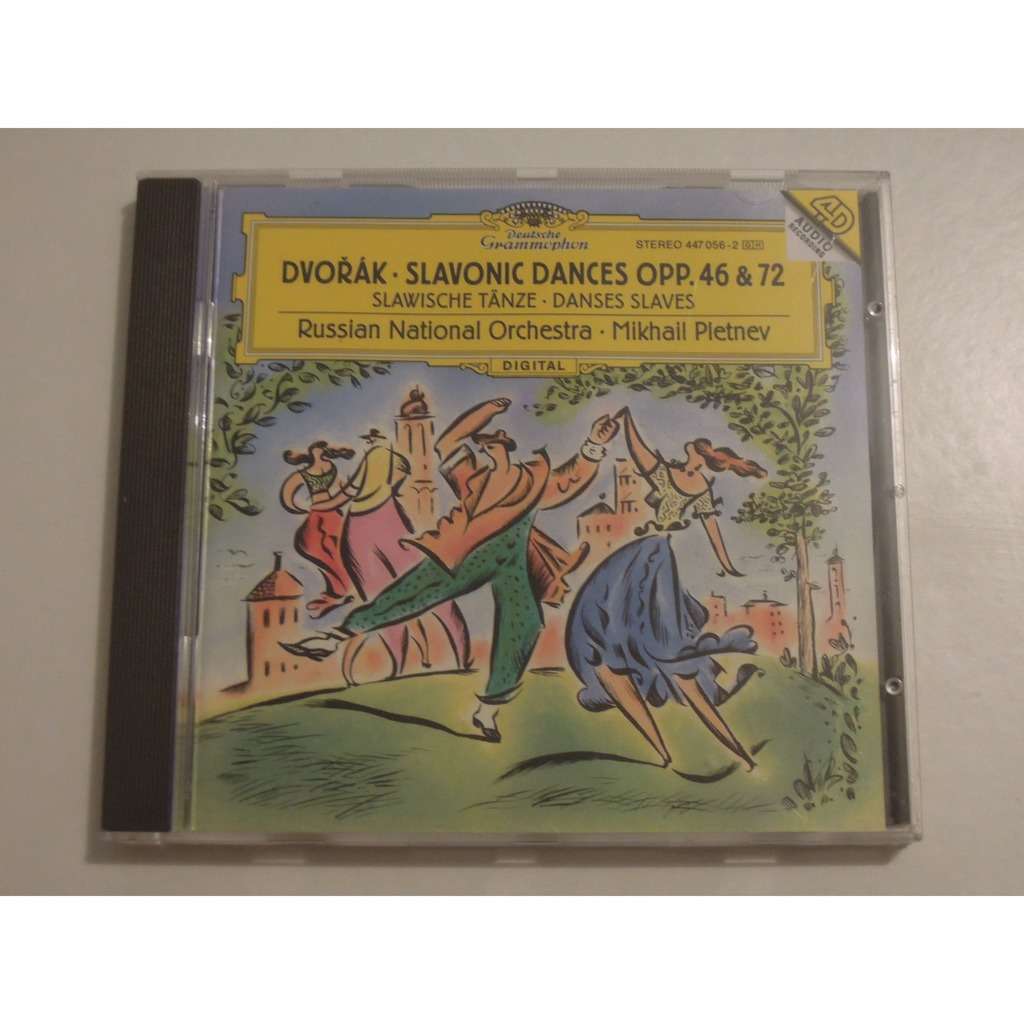 Deutsche
Grammophon
STEREO 447 056-2 GH
4D
AUDIO
RECORDING
DVOŘÁK · SLAVONIC DANCES OPP. 46 & 72
SLAWISCHE TÄNZE · DANSES SLAVES
Russian National Orchestra · Mikhail Pletnev
DIGITAL